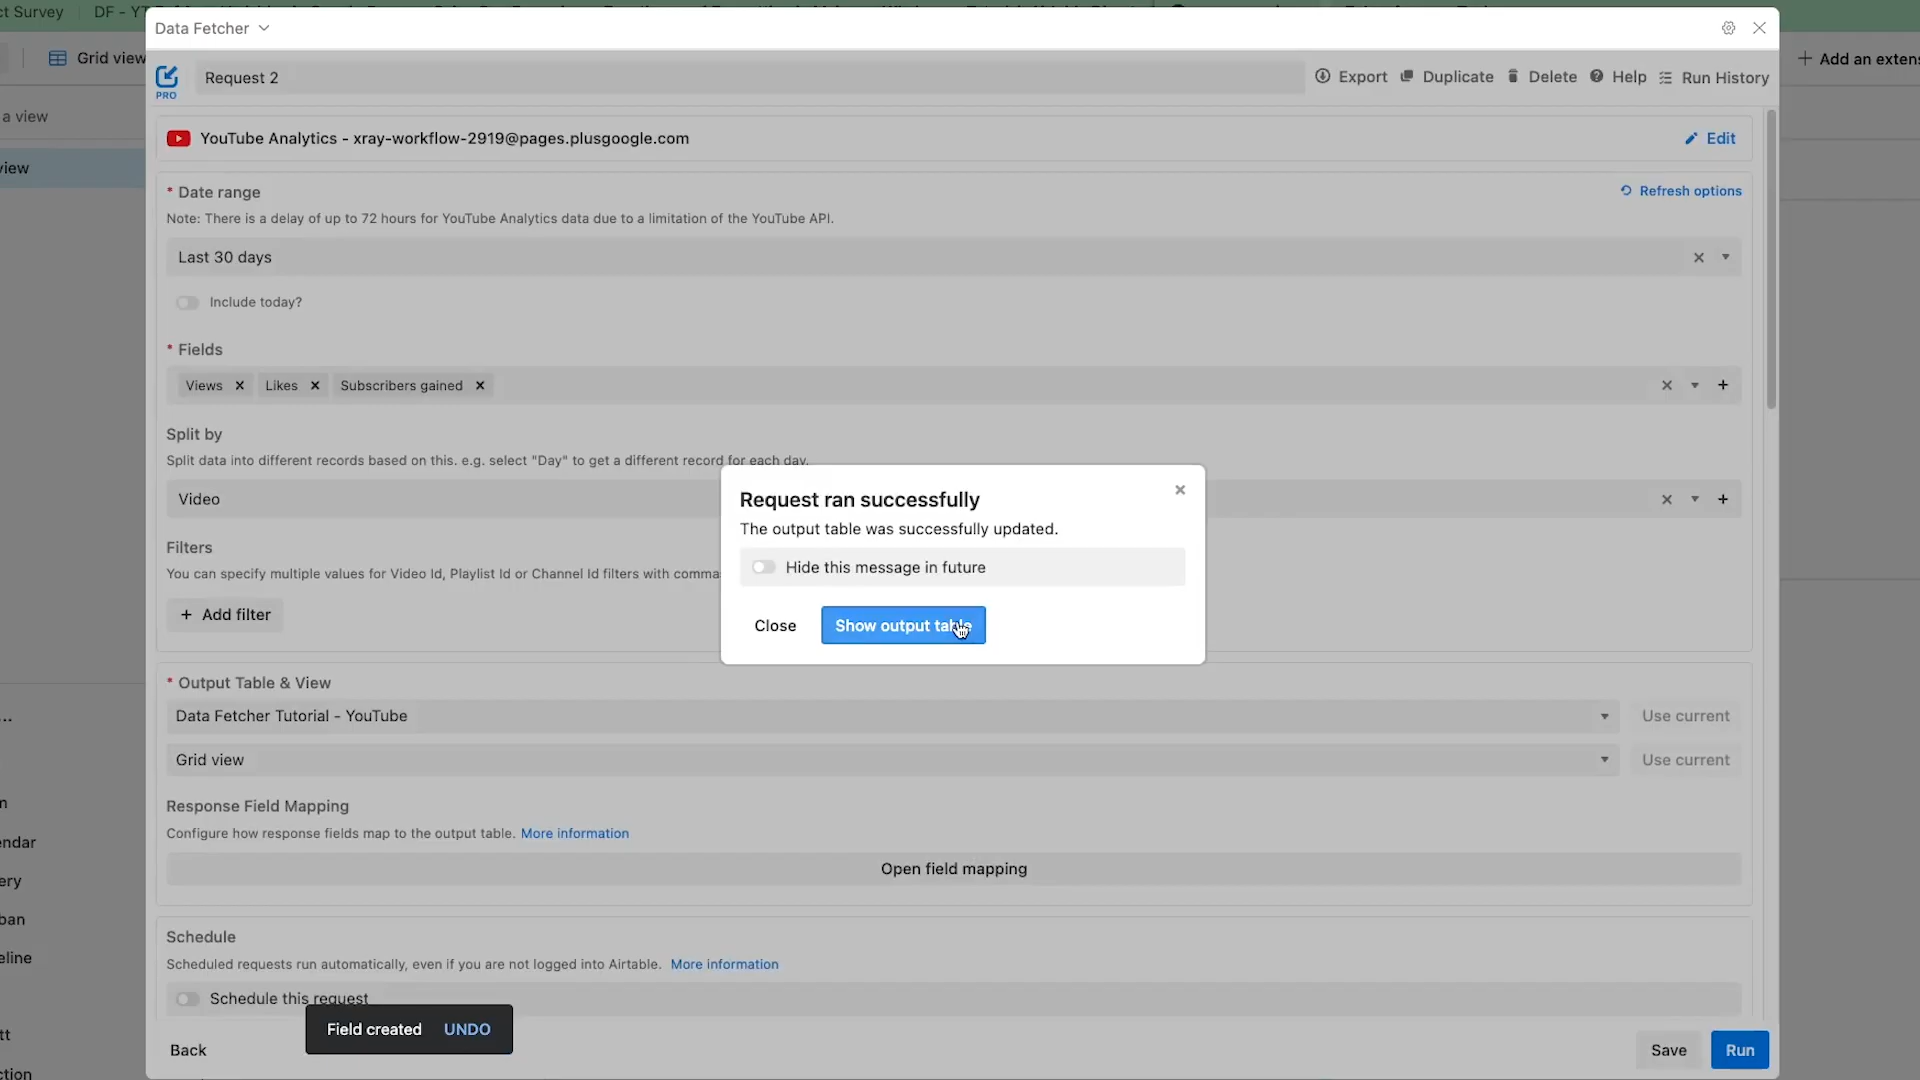 ct Survey
DF - YT
Data Fetcher
Grid view
Add an extens
PRO
Request 2
Export
Duplicate
Delete
Help
Run History
a view
YouTube Analytics - xray-workflow-2919@pages.plusgoogle.com
Edit
view
* Date range
Refresh options
Note: There is a delay of up to 72 hours for YouTube Analytics data due to a limitation of the YouTube API.
Last 30 days
Include today?
* Fields
Views
Likes
Subscribers gained
Split by
Split data into different records based on this. e.g. select "Day" to get a different record for each day.
Video
Request ran successfully
The output table was successfully updated.
Hide this message in future
Close
Show output table
Filters
You can specify multiple values for Video Id, Playlist Id or Channel Id filters with comma
+ Add filter
* Output Table & View
Data Fetcher Tutorial - YouTube
Use current
Grid view
Use current
Response Field Mapping
Configure how response fields map to the output table. More information
Open field mapping
...
m
endar
ery
ban
eline
tt
ction
Schedule
Scheduled requests run automatically, even if you are not logged into Airtable. More information
Schedule this request
Field created UNDO
Back
Save
Run